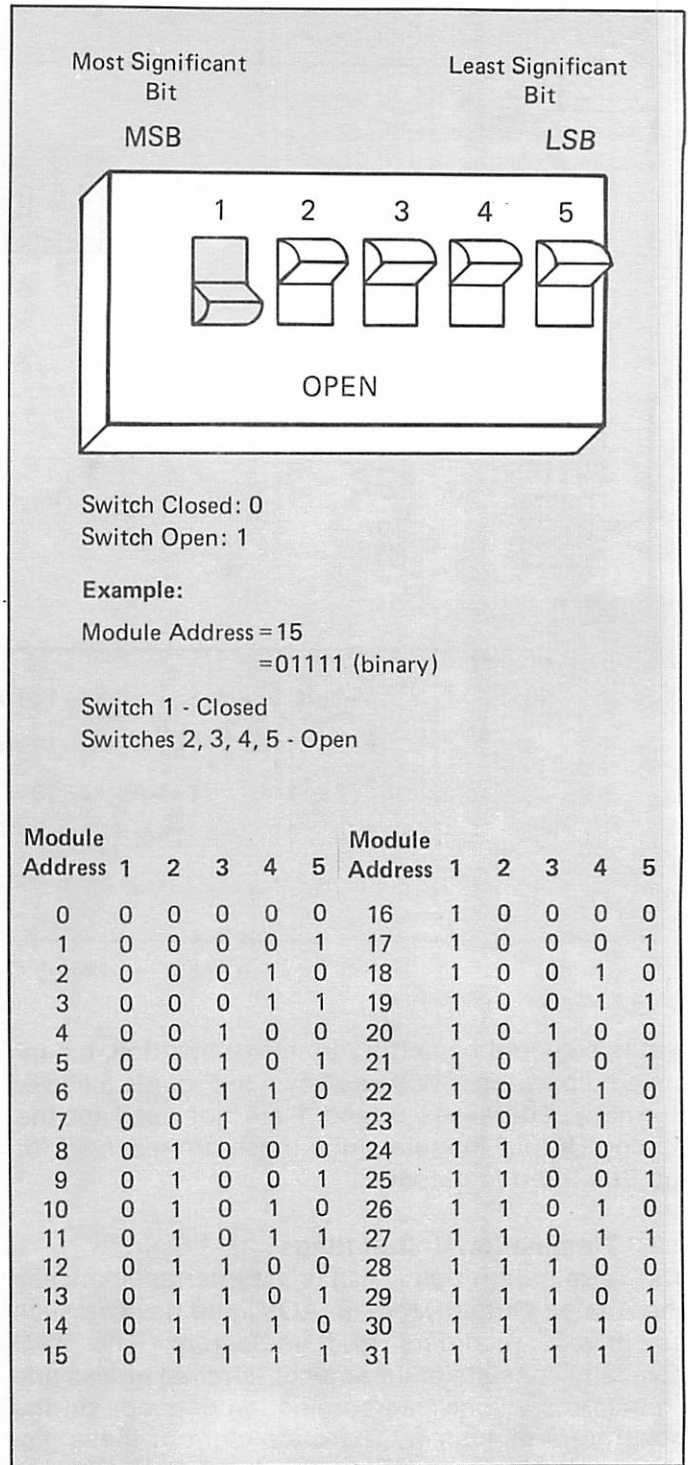 Most Significant Bit
MSB
Least Significant Bit
LSB
1 2 3 4 5
OPEN
Switch Closed: 0
Switch Open: 1
Example:
Module Address = 15
=01111 (binary)
Switch 1 - Closed
Switches 2, 3, 4, 5 - Open
Module Module
Address 1 2 3 4 5 Address 1 2 3 4 5
0 0 0 0 0 0 16 1 0 0 0 0
1 0 0 0 0 1 17 1 0 0 0 1
2 0 0 0 1 0 18 1 0 0 1 0
3 0 0 0 1 1 19 1 0 0 1 1
4 0 0 1 0 0 20 1 0 1 0 0
5 0 0 1 0 1 21 1 0 1 0 1
6 0 0 1 1 0 22 1 0 1 1 0
7 0 0 1 1 1 23 1 0 1 1 1
8 0 1 0 0 0 24 1 1 0 0 0
9 0 1 0 0 1 25 1 1 0 0 1
10 0 1 0 1 0 26 1 1 0 1 0
11 0 1 0 1 1 27 1 1 0 1 1
12 0 1 1 0 0 28 1 1 1 0 0
13 0 1 1 0 1 29 1 1 1 0 1
14 0 1 1 1 0 30 1 1 1 1 0
15 0 1 1 1 1 31 1 1 1 1 1